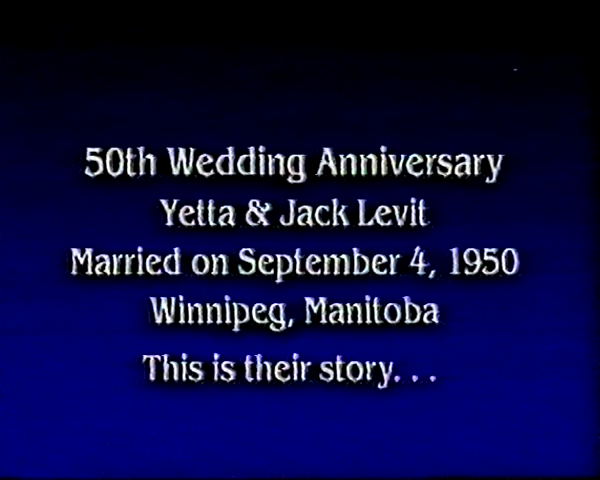 50th Wedding Anniversary
Yetta & Jack Levit
Married on September 4, 1950
Winnipeg, Manitoba
This is their story. . .